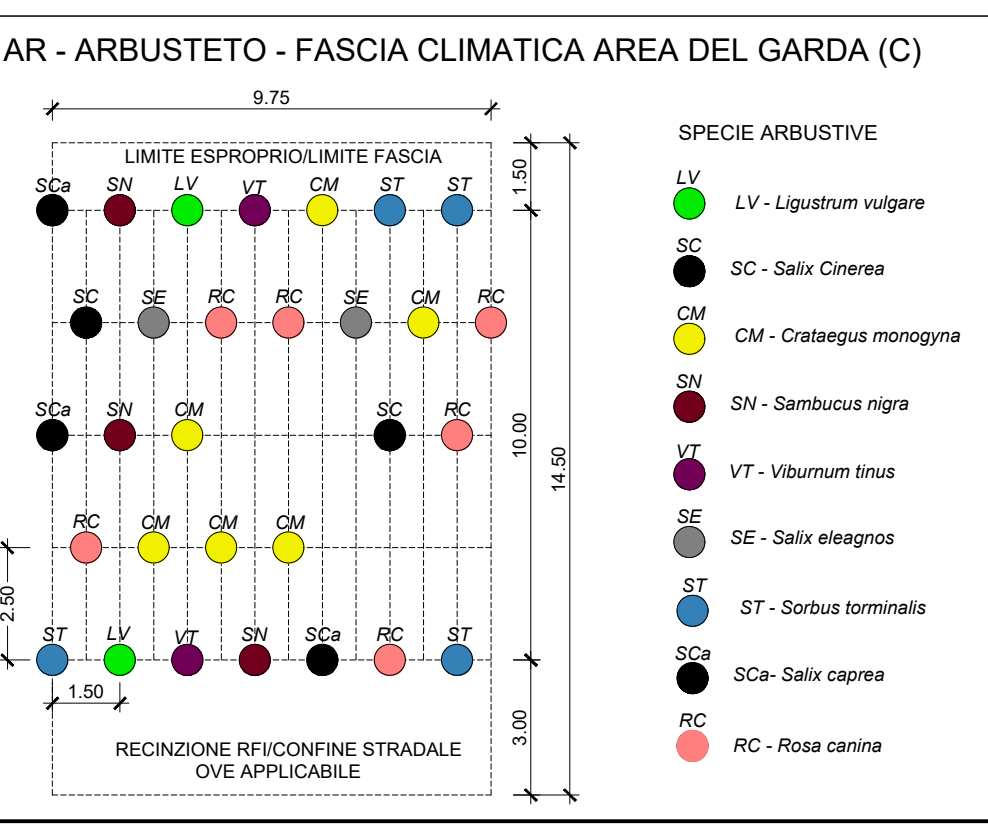 AR - ARBUSTETO - FASCIA CLIMATICA AREA DEL GARDA (C)
9.75
LIMITE ESPROPRIO/LIMITE FASCIA
1.50
SCa SN LV VT CM ST ST
SC SE RC RC SE CM RC
SCa SN CM SC RC
10.00
14.50
RC CM CM CM
2.50
ST LV VT SN SCa RC ST
1.50
3.00
RECINZIONE RFI/CONFINE STRADALE
OVE APPLICABILE
SPECIE ARBUSTIVE
LV
LV - Ligustrum vulgare
SC
SC - Salix Cinerea
CM
CM - Crataegus monogyna
SN
SN - Sambucus nigra
VT
VT - Viburnum tinus
SE
SE - Salix eleagnos
ST
ST - Sorbus torminalis
SCa
SCa- Salix caprea
RC
RC - Rosa canina